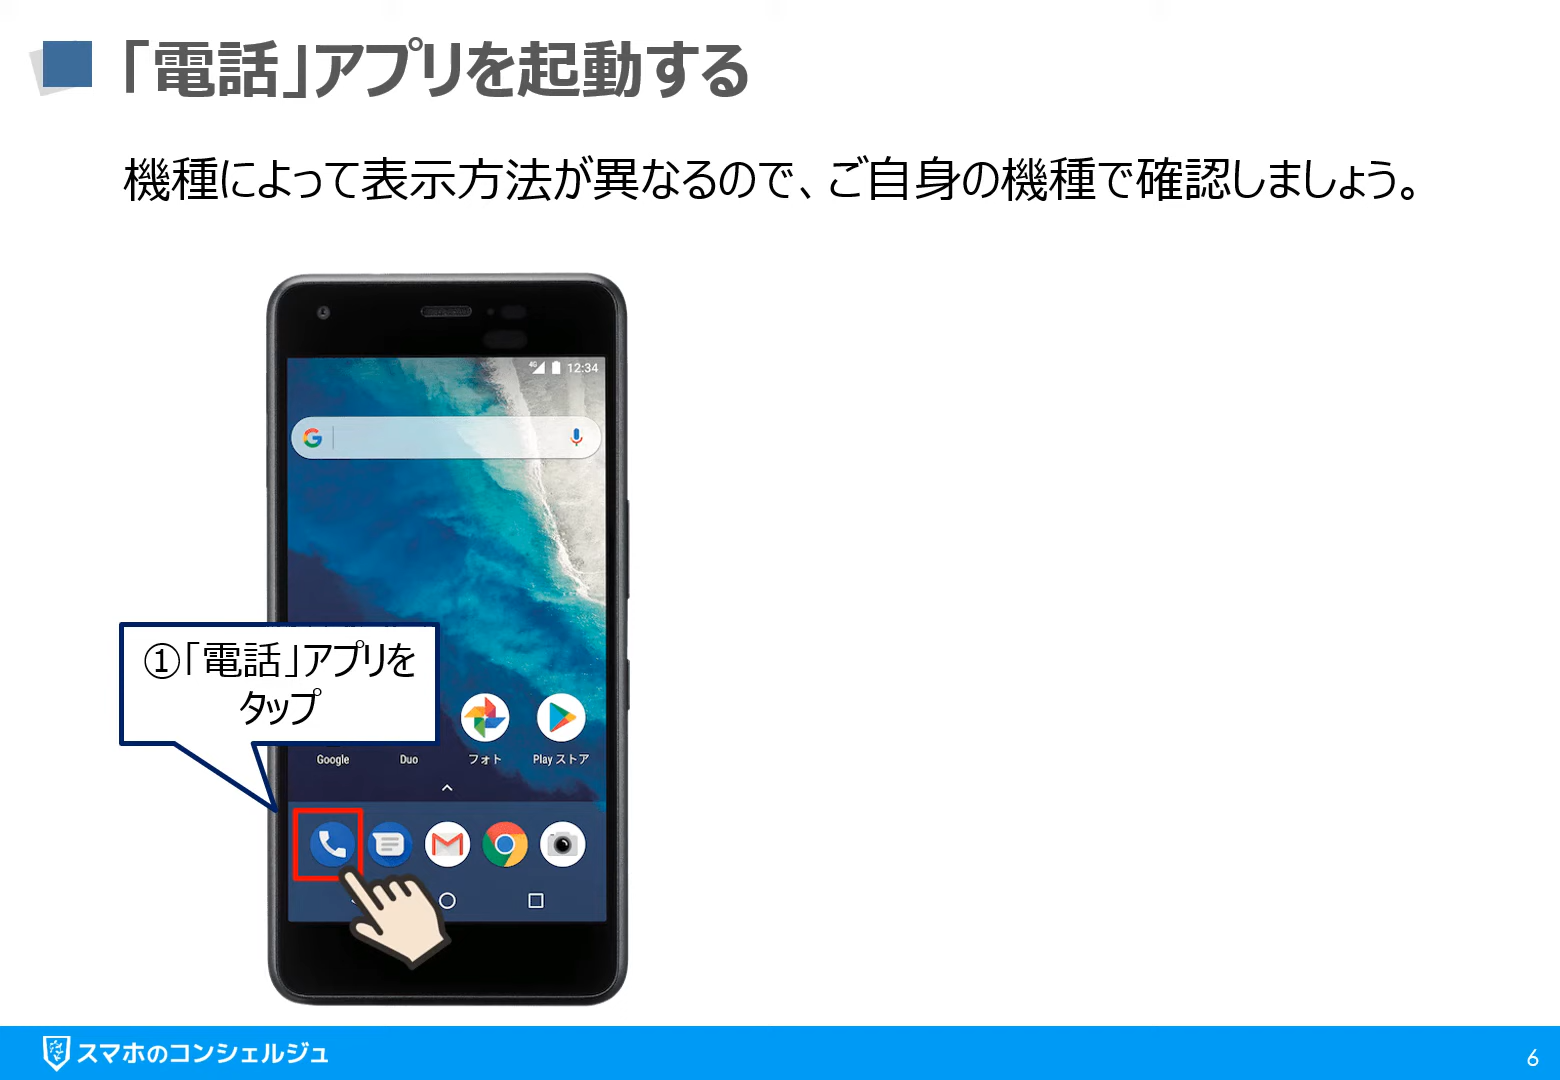 「電話」アプリを起動する
機種によって表示方法が異なるので、ご自身の機種で確認しましょう。
4G 12:34
G
①「電話」アプリを
タップ
Google Duo フォト Play ストア
スマホのコンシェルジュ
6